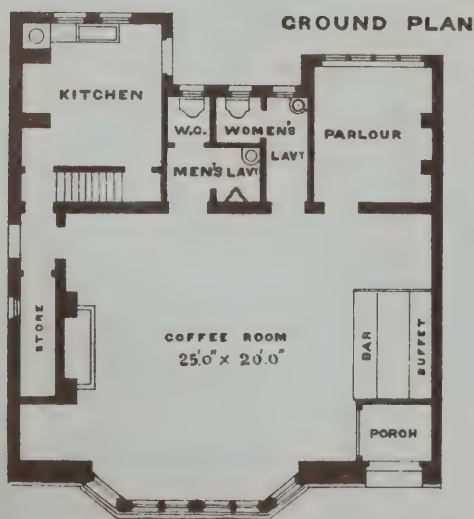 GROUND PLAN
KITCHEN
W.C.
WOMEN'S
LAVY
MEN'S LAVY
PARLOUR
STORE
COFFEE ROOM
25'.0" × 20'.0"
BAR
BUFFET
PORCH